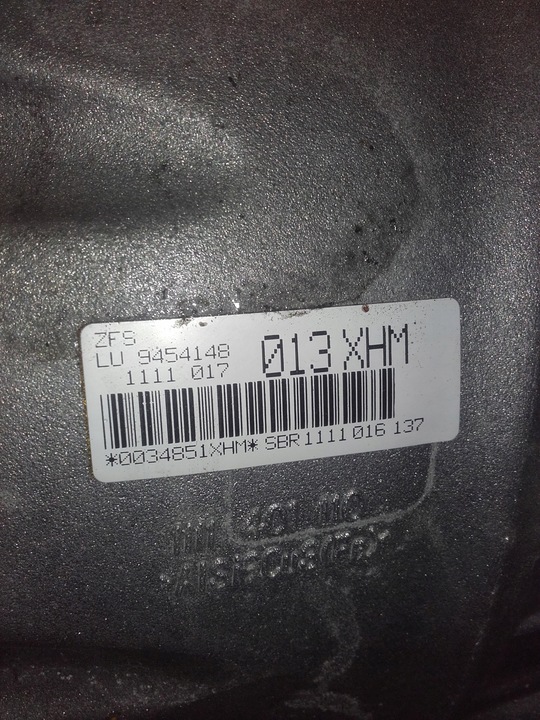 ZFS
LU 9454148
013 XHM
1111 017
*0034851XHM* SBR 1111 016 137